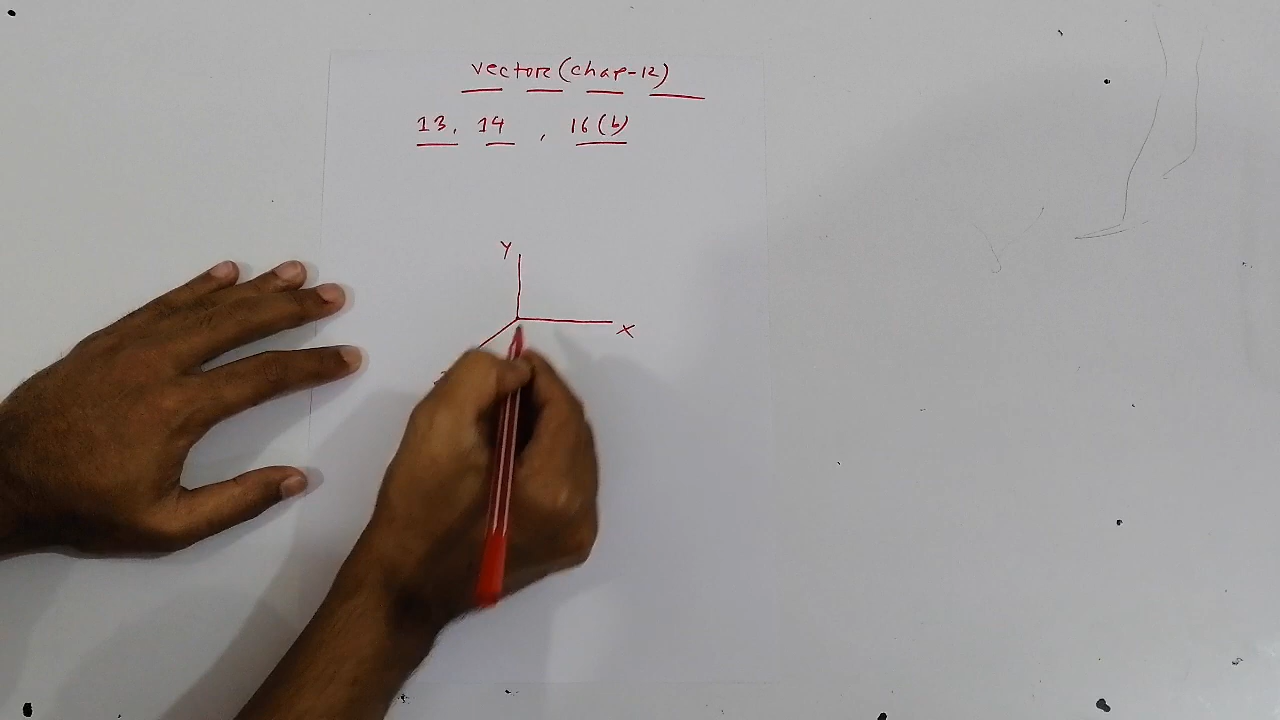 vector (chap-12)
13, 14, 16(b)
Y
X